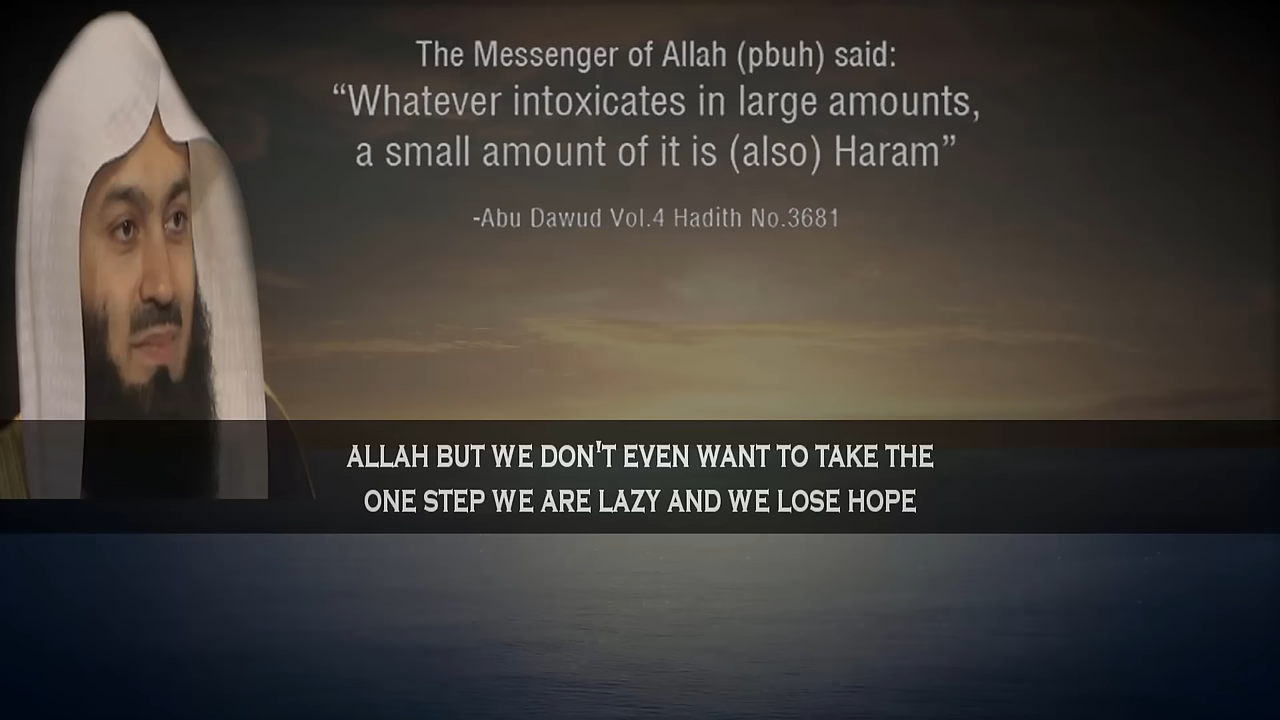 The Messenger of Allah (pbuh) said:
“Whatever intoxicates in large amounts,
a small amount of it is (also) Haram”
-Abu Dawud Vol.4 Hadith No.3681
ALLAH BUT WE DON'T EVEN WANT TO TAKE THE
ONE STEP WE ARE LAZY AND WE LOSE HOPE